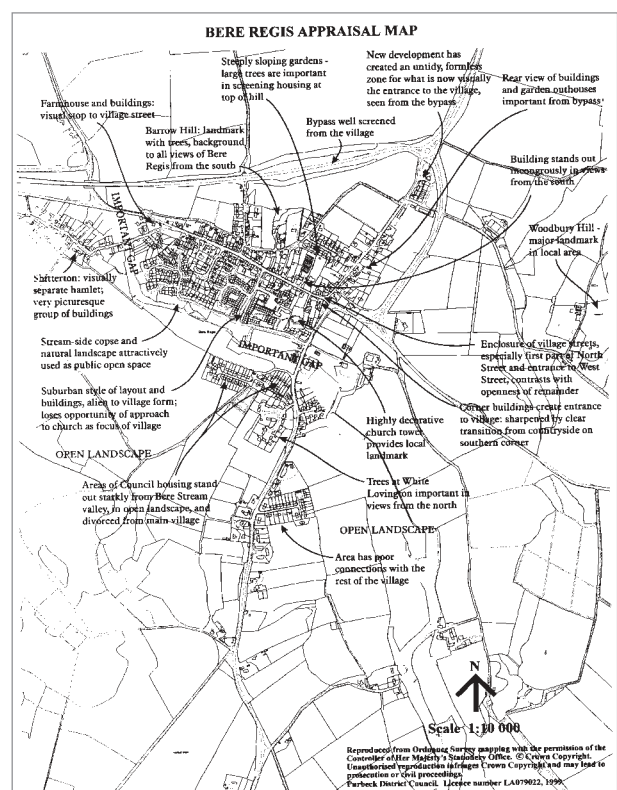 BERE REGIS APPRAISAL MAP
Steeply sloping gardens -
large trees are important
in screening housing at
top of hill
New development has
created an untidy, formless
zone for what is now visually
the entrance to the village,
seen from the bypass
Rear view of buildings
and garden outhouses
important from bypass
Farmhouse and buildings:
visual stop to village street
Barrow Hill: landmark
with trees, background
to all views of Bere
Regis from the south
Bypass well screened
from the village
Building stands out
incongrously in views
from the south
Woodbury Hill -
major landmark
in local area
IMPORTANT GAP
Shitterton: visually
separate hamlet;
very picturesque
group of buildings
Stream-side copse and
natural landscape attractively
used as public open space
IMPORTANT GAP
Enclosure of village streets,
especially first part of North
Street and entrance to West
Street, contrasts with
openness of remainder
Suburban style of layout and
buildings, alien to village form;
loses opportunity of approach
to church as focus of village
Highly decorative
church tower
provides local
landmark
Corner buildings create entrance
to village: sharpened by clear
transition from countryside on
southern corner
OPEN LANDSCAPE
Areas of Council housing stand
out starkly from Bere Stream
valley, in open landscape, and
divorced from main village
Trees at White
Lovington important in
views from the north
OPEN LANDSCAPE
Area has poor
connections with the
rest of the village
N
Scale 1:10 000
Reproduced from Ordnance Survey mapping with the permission of the
Controller of Her Majesty's Stationery Office. © Crown Copyright.
Unauthorised reproduction infringes Crown Copyright and may lead to
prosecution or civil proceedings.
Purbeck District Council. Licence number LA079022, 1999.